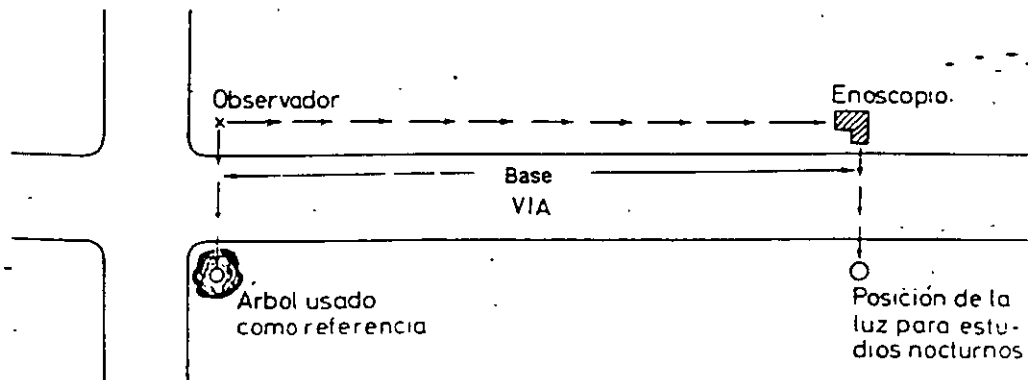 Observador
Enoscopio.
Base
VIA
Arbol usado
como referencia
Posición de la
luz para estu-
dios nocturnos